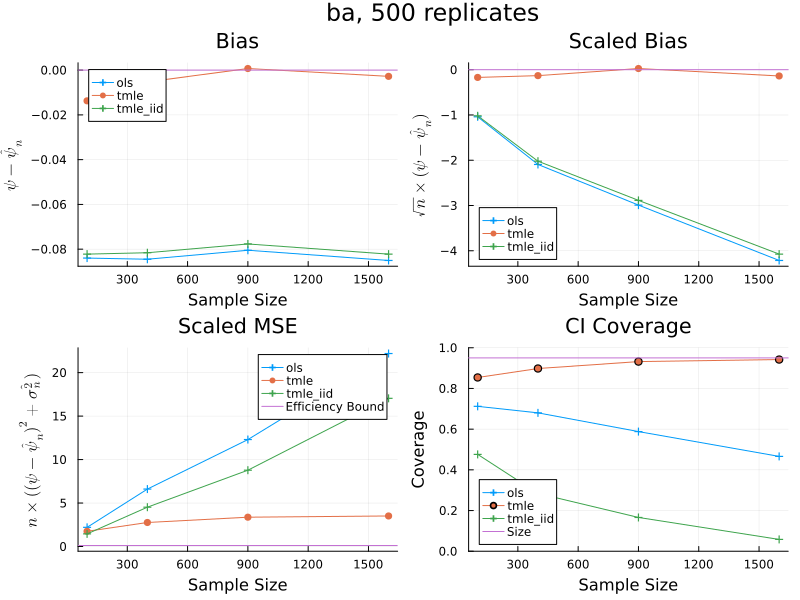 ba, 500 replicates
Bias
0.00
−0.02
−0.04
−0.06
−0.08
ols
tmle
tmle_iid
ψ − ψ̂ₙ
300 600 900 1200 1500
Sample Size
Scaled Bias
0
−1
−2
−3
−4
ols
tmle
tmle_iid
√n × (ψ − ψ̂ₙ)
300 600 900 1200 1500
Sample Size
Scaled MSE
20
15
10
5
0
ols
tmle
tmle_iid
Efficiency Bound
n × ((ψ − ψ̂ₙ)² + σ̂ₙ²)
300 600 900 1200 1500
Sample Size
CI Coverage
1.0
0.8
0.6
0.4
0.2
0.0
ols
tmle
tmle_iid
Size
Coverage
300 600 900 1200 1500
Sample Size